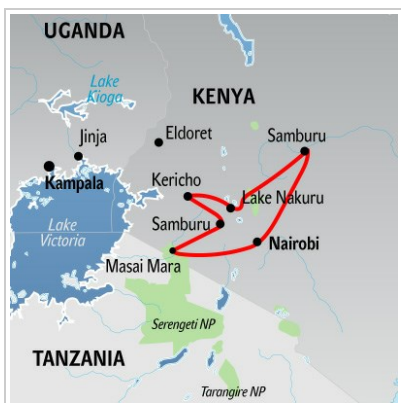 UGANDA
Lake
Kioga
KENYA
Jinja
Eldoret
Samburu
Kampala
Kericho
Lake Nakuru
Lake
Victoria
Samburu
Nairobi
Masai Mara
Serengeti NP
TANZANIA
Tarangire NP